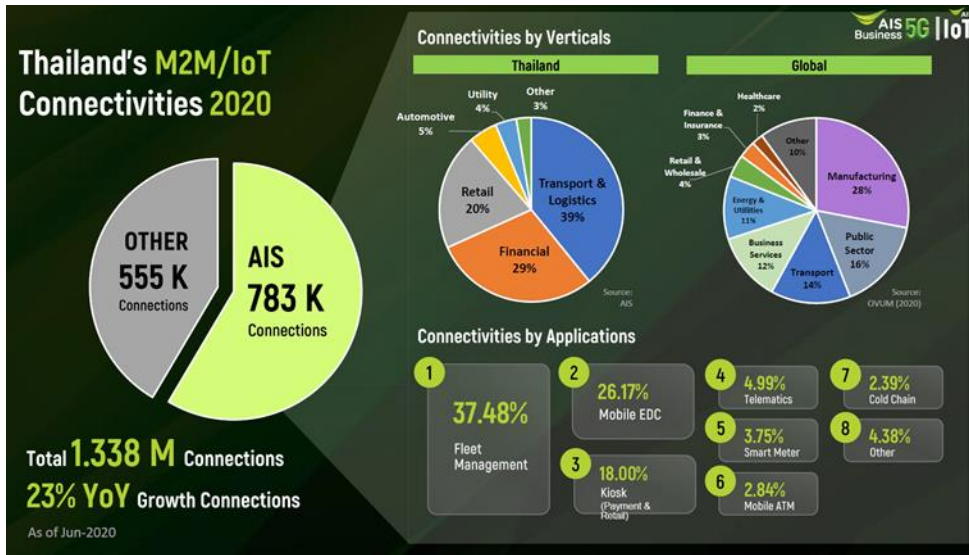 Thailand's M2M/IoT
Connectivities 2020
OTHER
555 K
Connections
AIS
783 K
Connections
Total 1.338 M Connections
23% YoY Growth Connections
As of Jun-2020
AIS
Business 5G | IoT
Connectivities by Verticals
Thailand
Transport &
Logistics
39%
Financial
29%
Retail
20%
Automotive
5%
Utility
4%
Other
3%
Source:
AIS
Global
Manufacturing
28%
Public
Sector
16%
Transport
14%
Business
Services
12%
Energy &
Utilities
11%
Retail &
Wholesale
4%
Finance &
Insurance
3%
Healthcare
2%
Other
10%
Source:
OVUM (2020)
Connectivities by Applications
1
37.48%
Fleet
Management
2
26.17%
Mobile EDC
3
18.00%
Kiosk
(Payment &
Retail)
4
4.99%
Telematics
5
3.75%
Smart Meter
6
2.84%
Mobile ATM
7
2.39%
Cold Chain
8
4.38%
Other